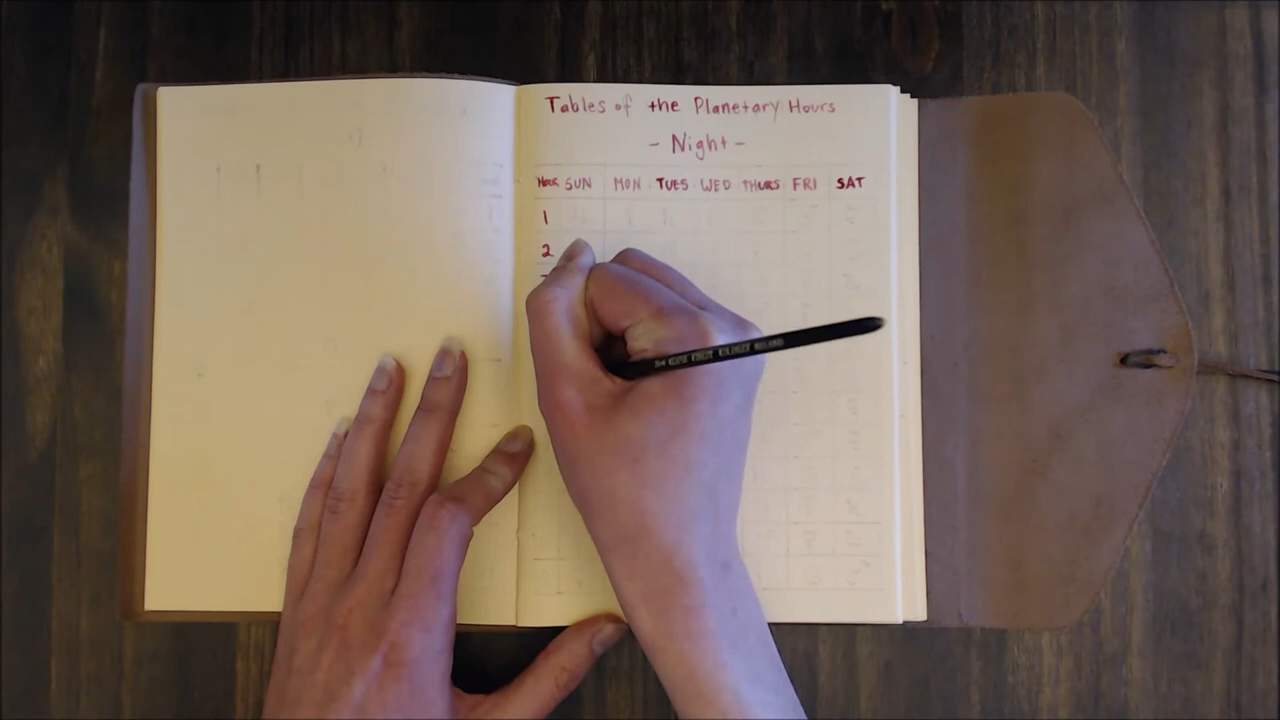 Tables of the Planetary Hours
- Night -
HOUR SUN MON TUES WED THURS FRI SAT
1
2